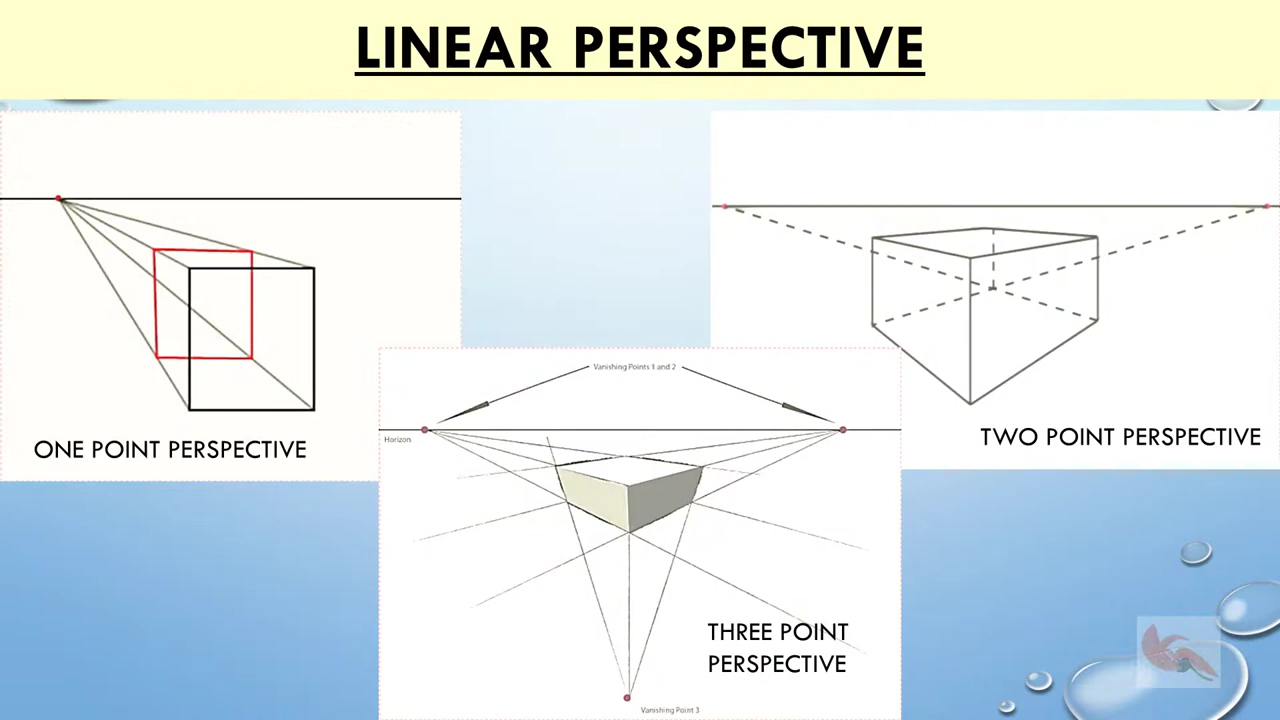 LINEAR PERSPECTIVE
ONE POINT PERSPECTIVE
TWO POINT PERSPECTIVE
Vanishing Points 1 and 2
Horizon
THREE POINT
PERSPECTIVE
Vanishing Point 3